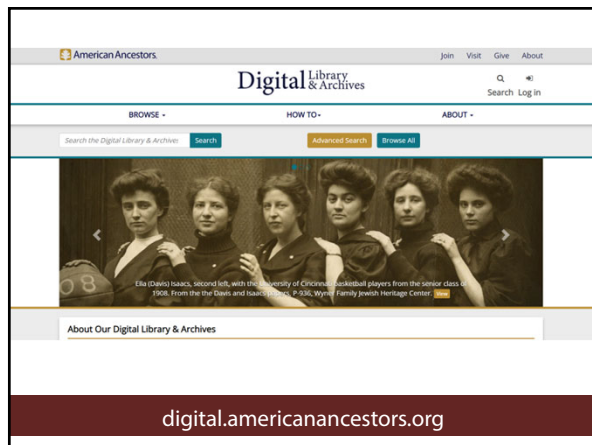 American Ancestors.
Join Visit Give About
Digital Library & Archives
Search Log in
BROWSE
HOW TO
ABOUT
Search the Digital Library & Archives
Search
Advanced Search
Browse All
08
Ella (Davis) Isaacs, second left, with the University of Cincinnati basketball players from the senior class of
1908. From the the Davis and Isaacs papers, P-936, Wyner Family Jewish Heritage Center. View
About Our Digital Library & Archives
digital.americanancestors.org